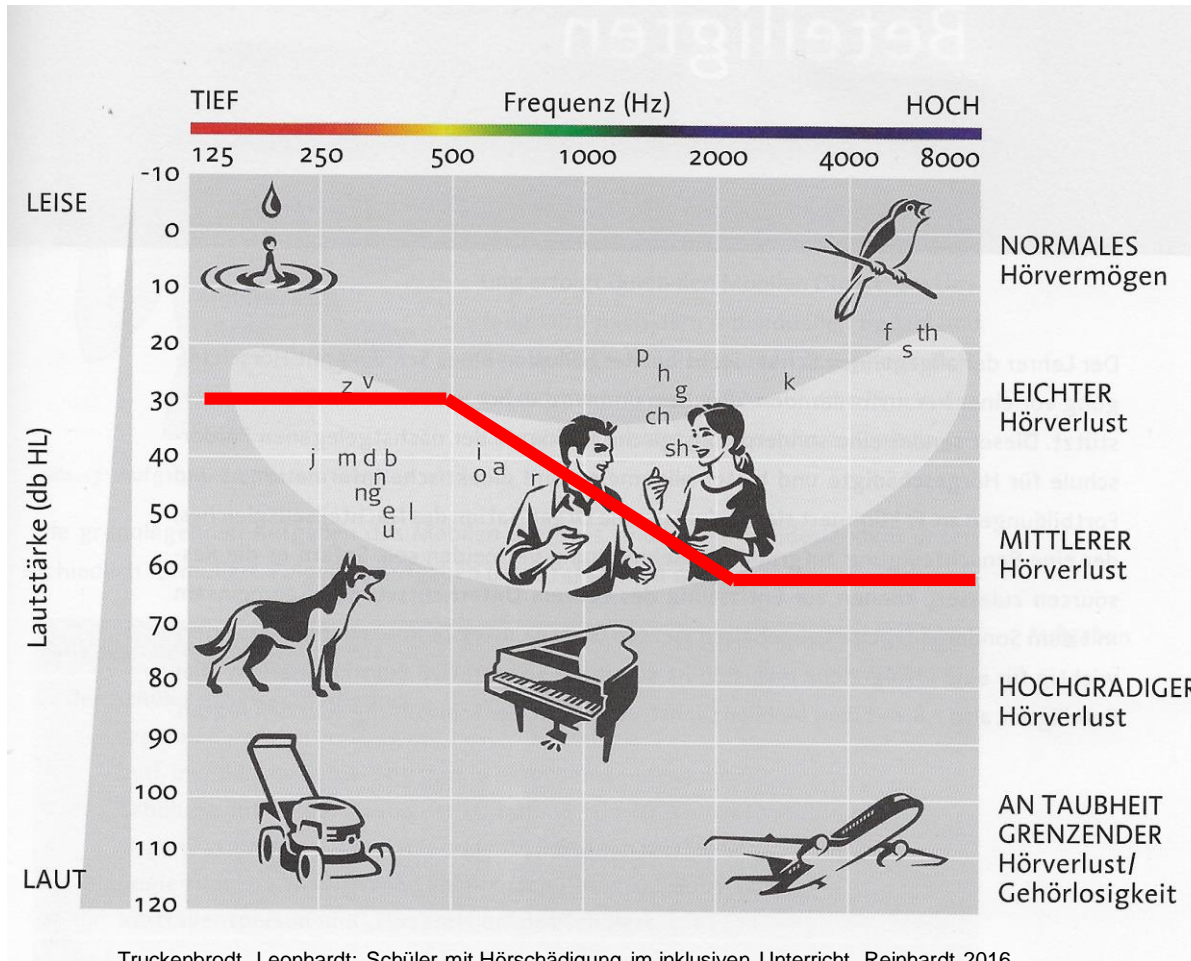 Beteiligten
TIEF Frequenz (Hz) HOCH
125 250 500 1000 2000 4000 8000
LEISE
Lautstärke (db HL)
LAUT
-10
0
10
20
30
40
50
60
70
80
90
100
110
120
z v
j m d b
n
ng
e l
u
i
o a
r
p
h
g
ch
sh
k
f th
s
NORMALES
Hörvermögen
LEICHTER
Hörverlust
MITTLERER
Hörverlust
HOCHGRADIGER
Hörverlust
AN TAUBHEIT
GRENZENDER
Hörverlust/
Gehörlosigkeit
Truckenbrodt, Leonhardt: Schüler mit Hörschädigung im inklusiven Unterricht, Reinhardt 2016